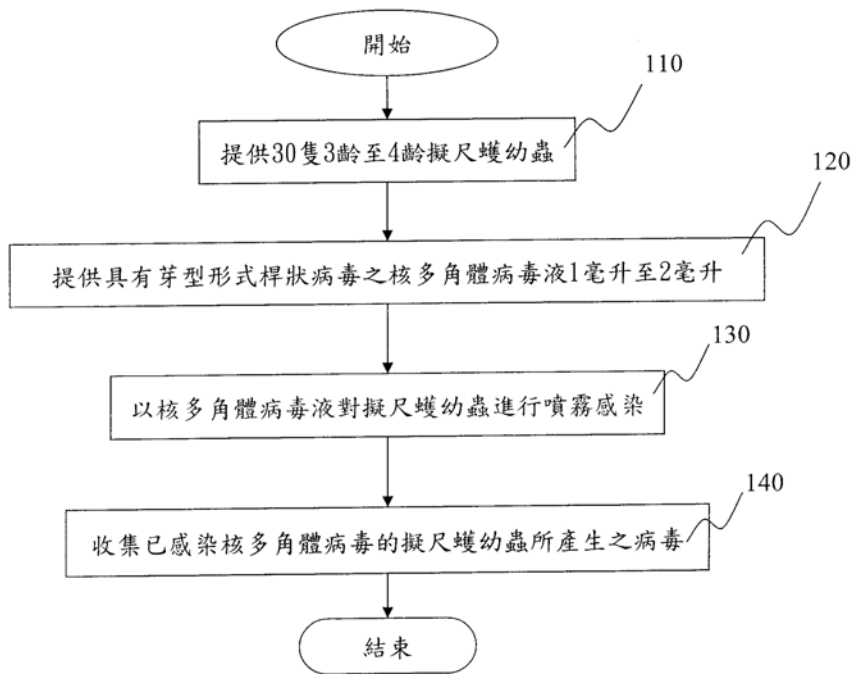 開始
110
提供30隻3齡至4齡擬尺蠖幼蟲
120
提供具有芽型形式桿狀病毒之核多角體病毒液1毫升至2毫升
130
以核多角體病毒液對擬尺蠖幼蟲進行噴霧感染
140
收集已感染核多角體病毒的擬尺蠖幼蟲所產生之病毒
結束